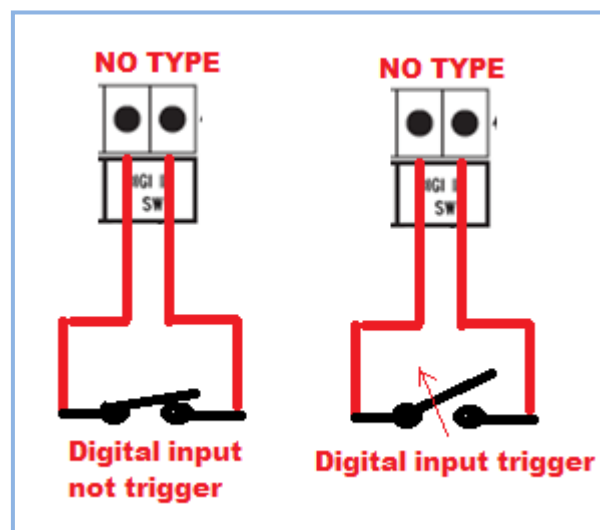 NO TYPE
SW
Digital input
not trigger
NO TYPE
SW
Digital input trigger